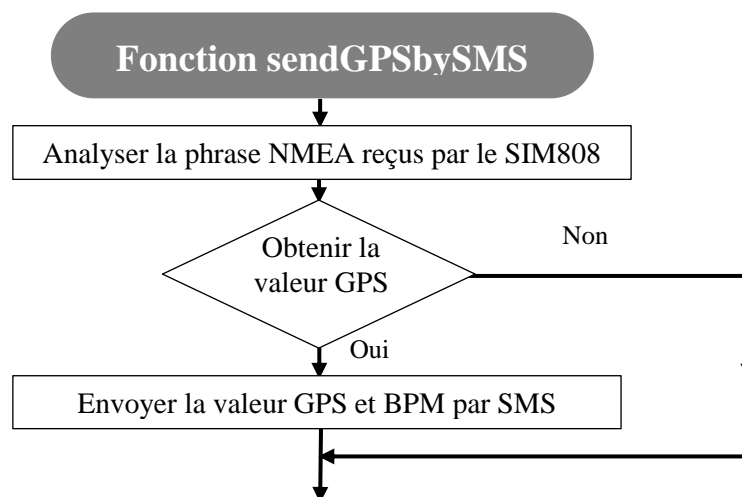 Fonction sendGPSbySMS
Analyser la phrase NMEA reçus par le SIM808
Obtenir la
valeur GPS
Non
Oui
Envoyer la valeur GPS et BPM par SMS